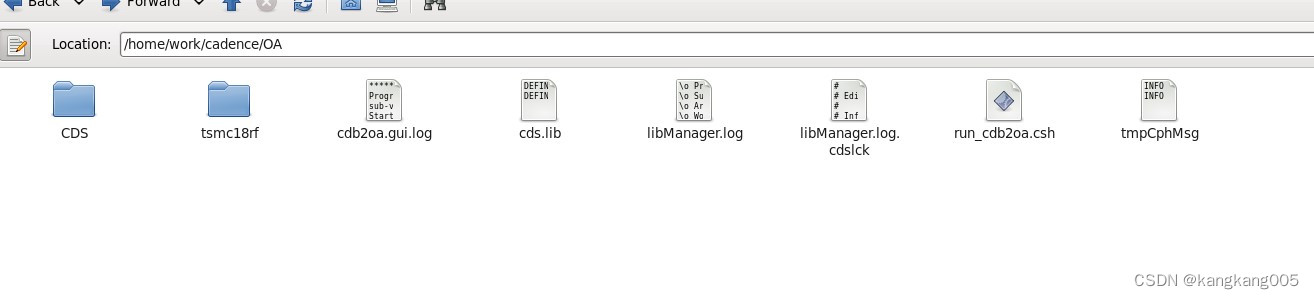 Back
Forward
Location: /home/work/cadence/OA
*****
Progr
sub-v
Start
DEFIN
DEFIN
\o Pr
\o Su
\o Ar
\o Wo
#
# Edi
#
# Inf
INFO
INFO
CDS
tsmc18rf
cdb2oa.gui.log
cds.lib
libManager.log
libManager.log.
cdslck
run_cdb2oa.csh
tmpCphMsg
CSDN @kangkang005